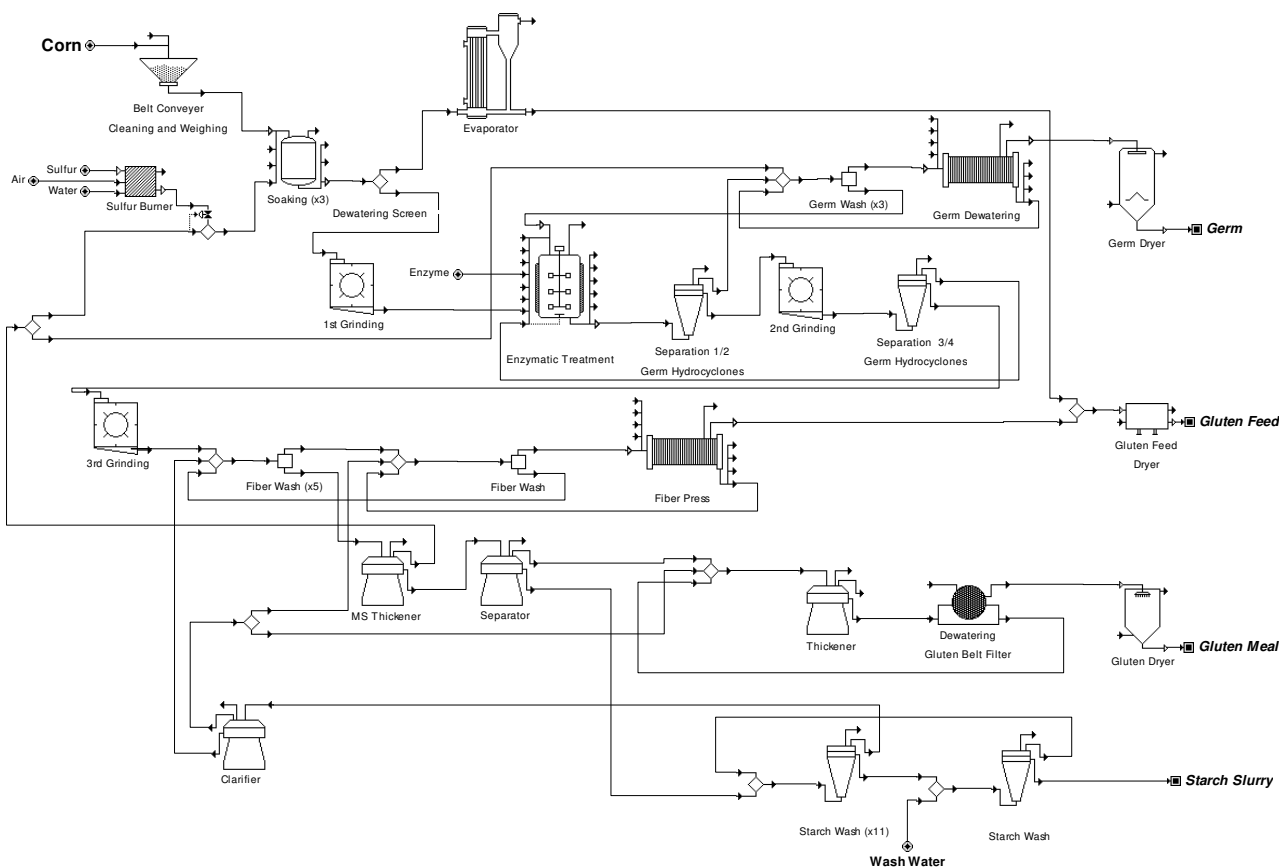 Corn
Belt Conveyer
Cleaning and Weighing
Evaporator
Sulfur
Air
Water
Sulfur Burner
Soaking (x3)
Dewatering Screen
Germ Wash (x3)
Germ Dewatering
Germ Dryer
Germ
Enzyme
1st Grinding
Enzymatic Treatment
Separation 1/2
Germ Hydrocyclones
2nd Grinding
Separation 3/4
Germ Hydrocyclones
3rd Grinding
Fiber Wash (x5)
Fiber Wash
Fiber Press
Gluten Feed
Dryer
Gluten Feed
MS Thickener
Separator
Thickener
Dewatering
Gluten Belt Filter
Gluten Dryer
Gluten Meal
Clarifier
Starch Wash (x11)
Starch Wash
Starch Slurry
Wash Water